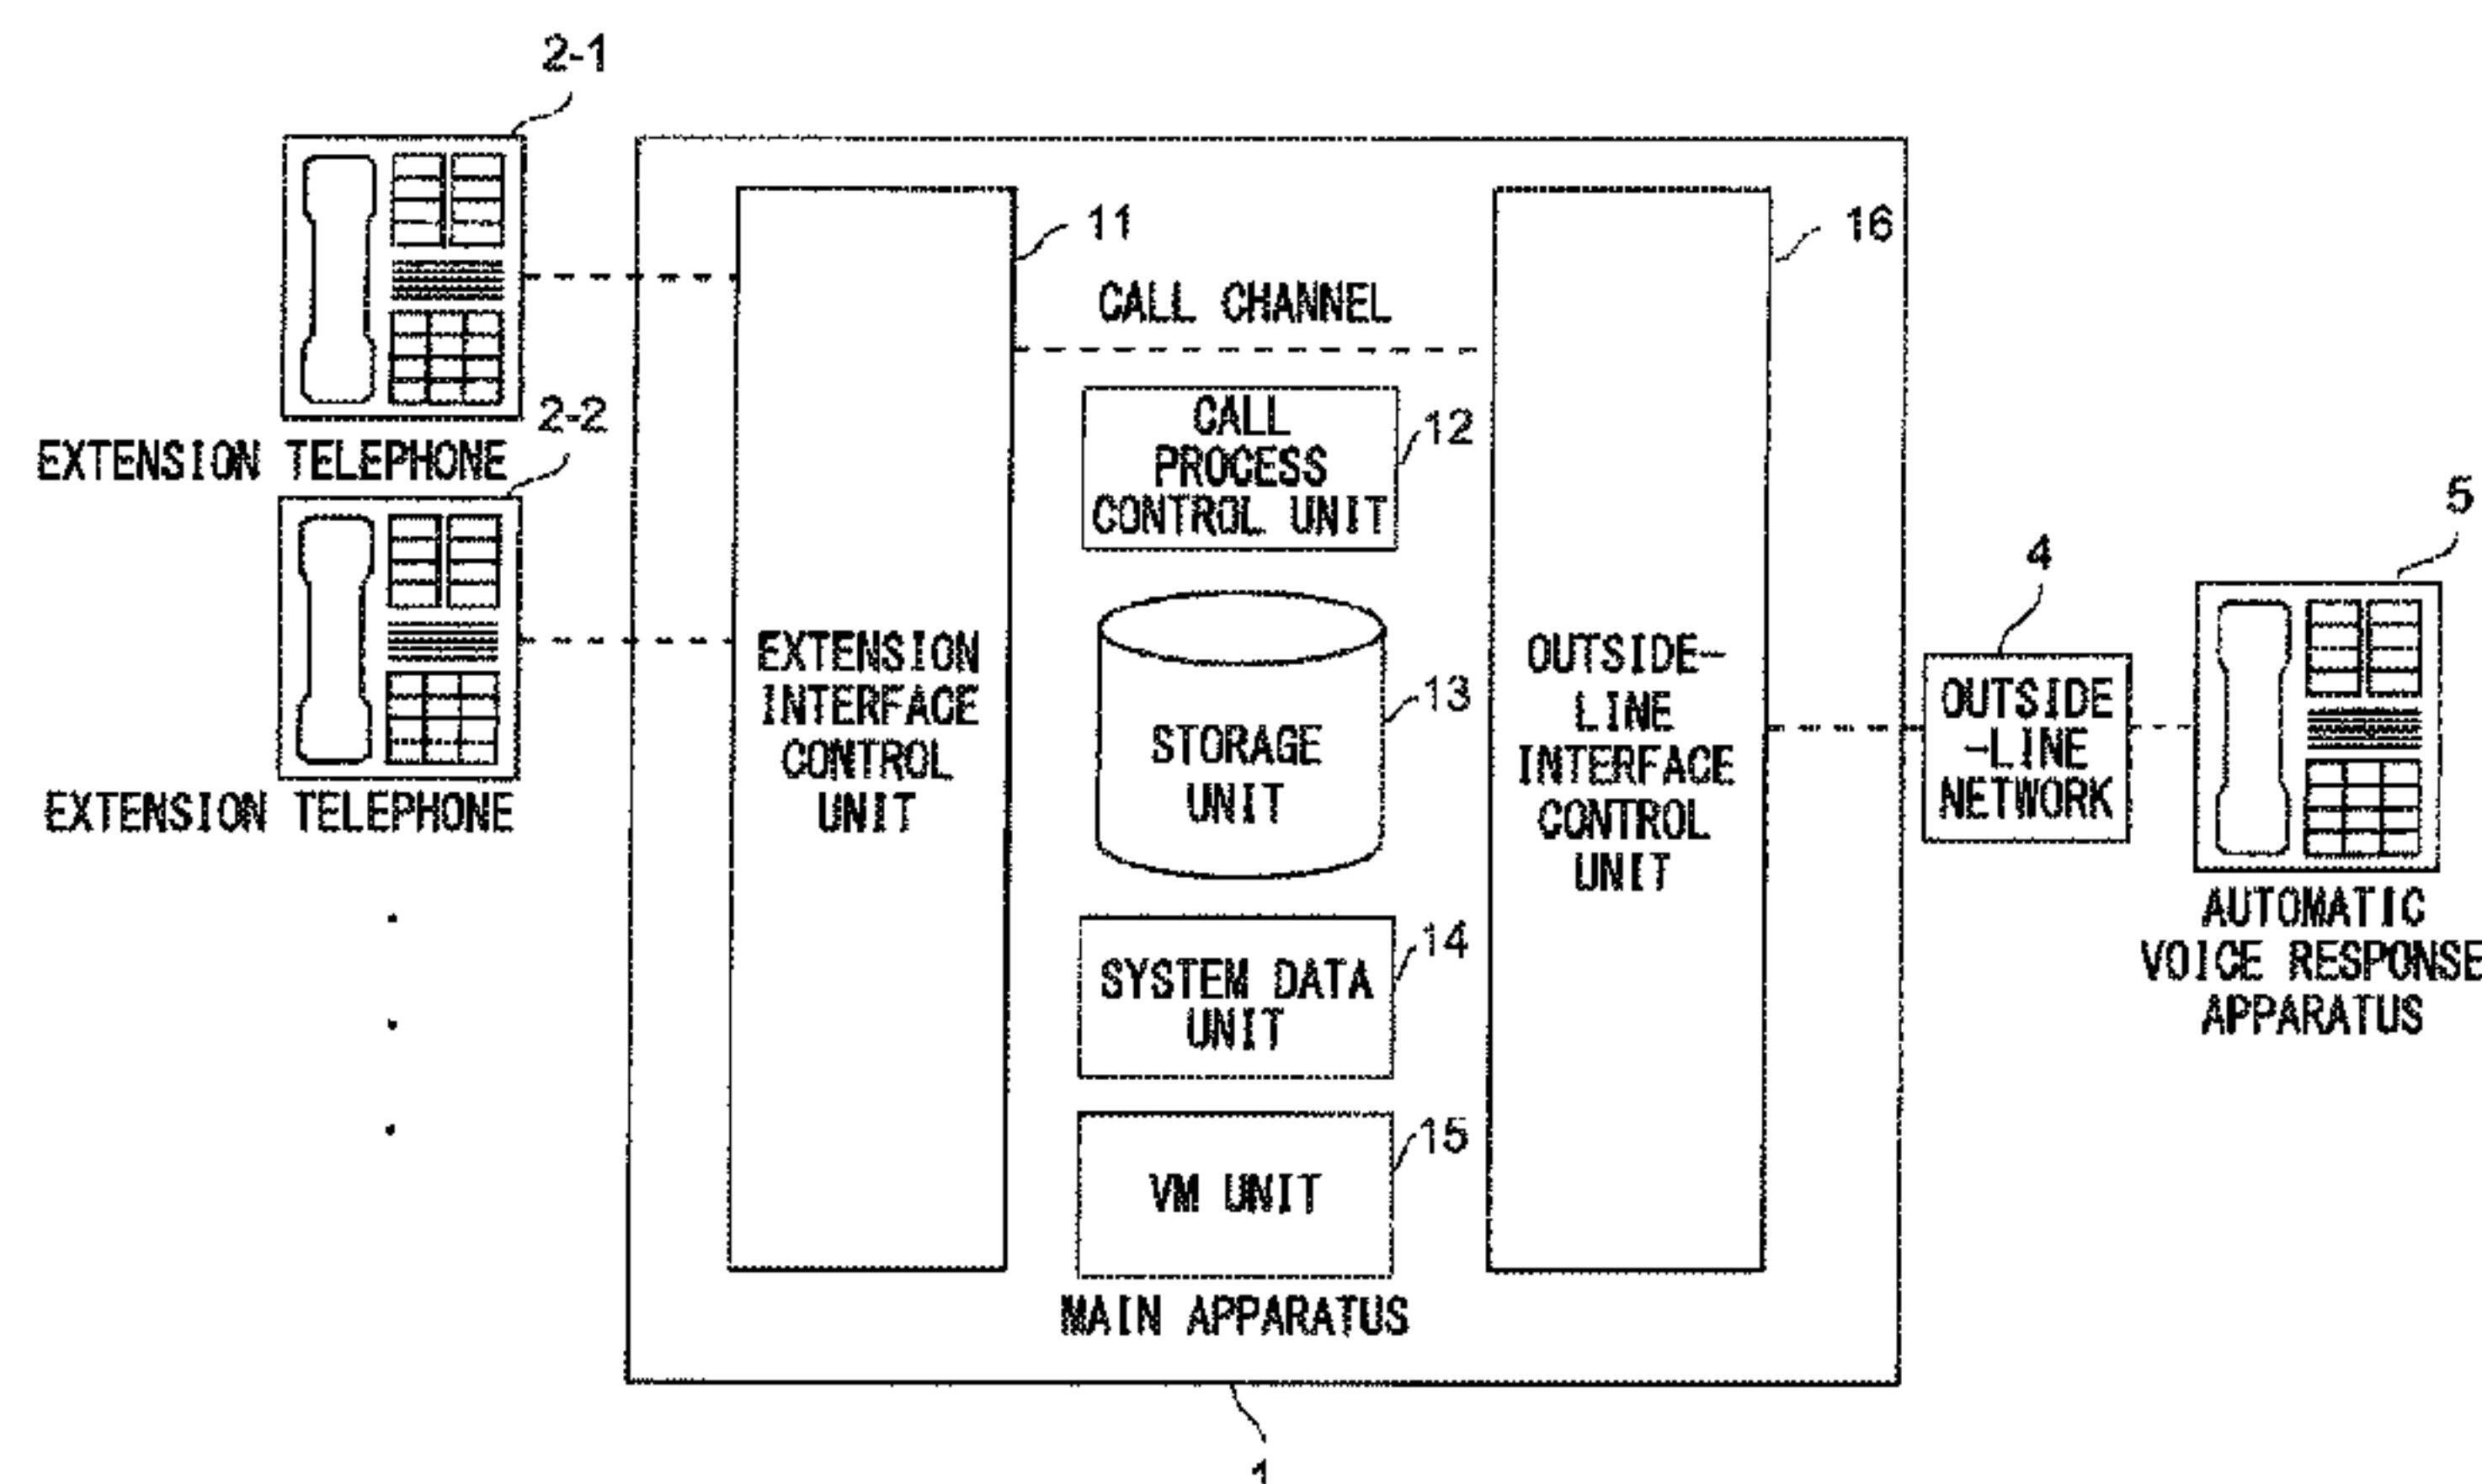 2-1
11
16
CALL CHANNEL
2-2
EXTENSION TELEPHONE
CALL
PROCESS
CONTROL UNIT
12
5
4
EXTENSION
INTERFACE
CONTROL
UNIT
STORAGE
UNIT
13
OUTSIDE-
LINE
INTERFACE
CONTROL
UNIT
OUTSIDE
-LINE
NETWORK
EXTENSION TELEPHONE
AUTOMATIC
VOICE RESPONSE
APPARATUS
SYSTEM DATA
UNIT
14
VM UNIT
15
MAIN APPARATUS
1